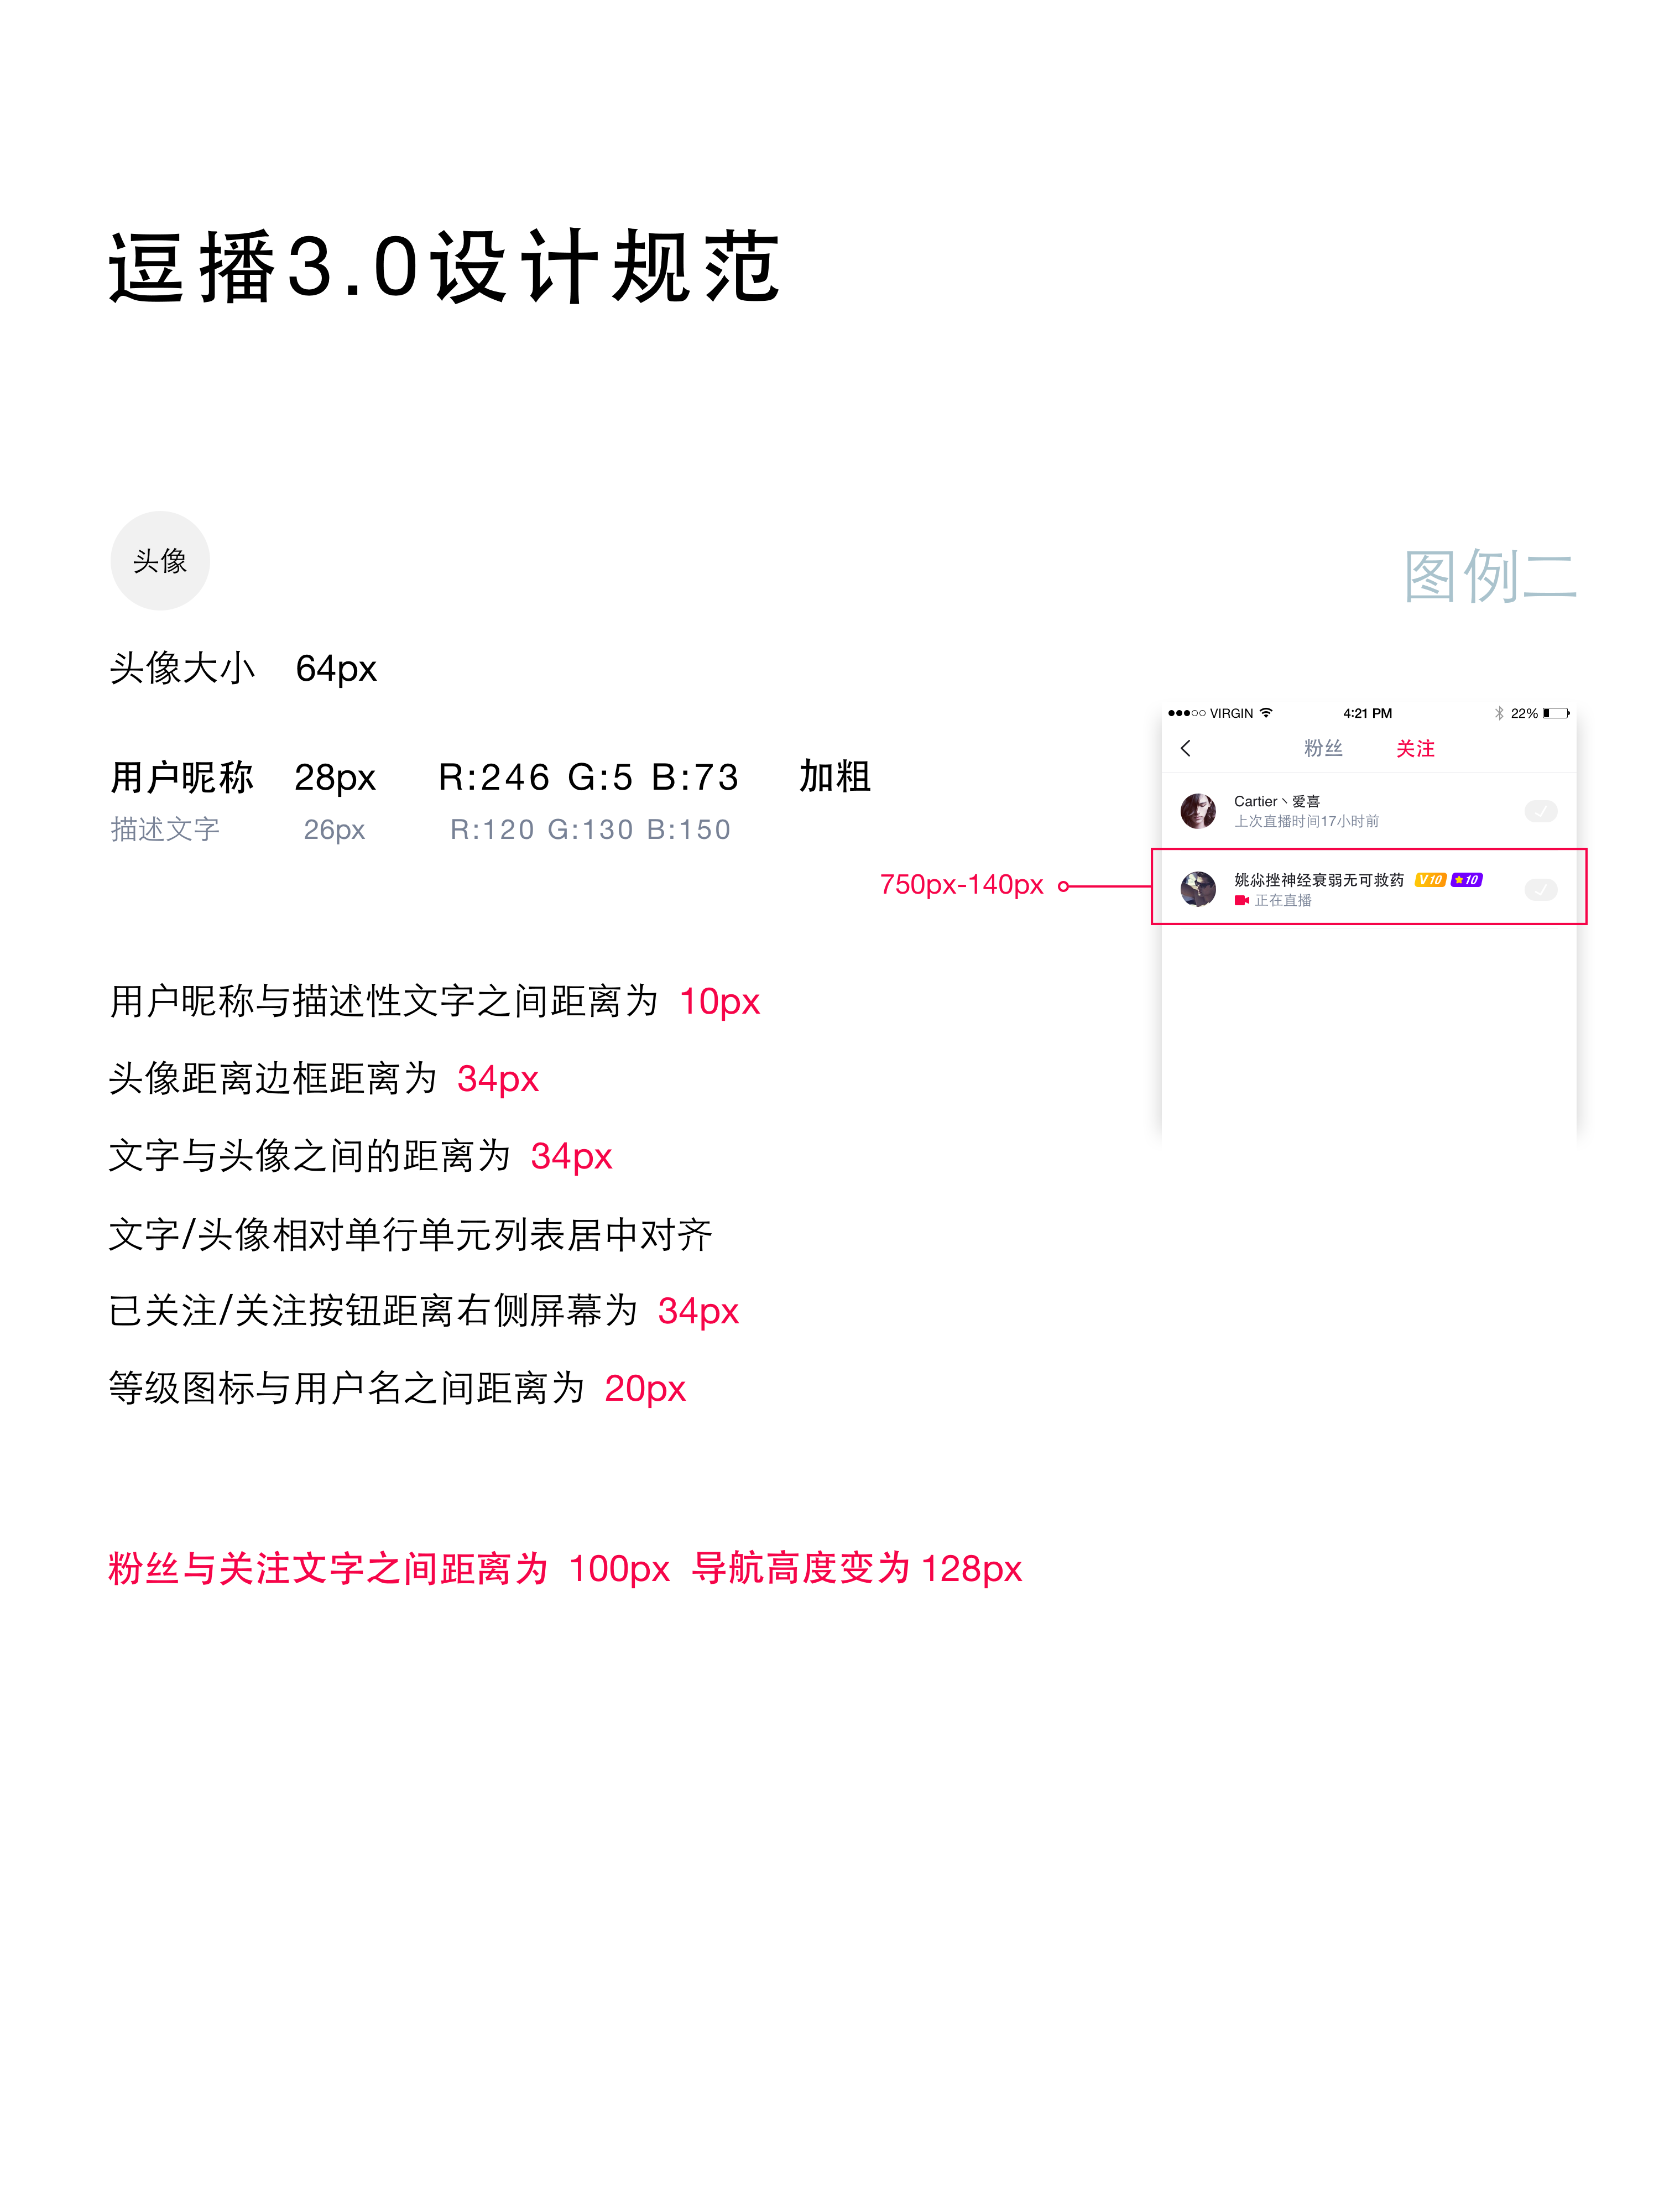 逗播3.0设计规范
头像
图例二
头像大小 64px
用户昵称 28px R:246 G:5 B:73 加粗
描述文字 26px R:120 G:130 B:150
VIRGIN 4:21 PM 22%
粉丝 关注
Cartier丶爱喜
上次直播时间17小时前
750px-140px
姚尛挫神经衰弱无可救药 V10 10
正在直播
用户昵称与描述性文字之间距离为 10px
头像距离边框距离为 34px
文字与头像之间的距离为 34px
文字/头像相对单行单元列表居中对齐
已关注/关注按钮距离右侧屏幕为 34px
等级图标与用户名之间距离为 20px
粉丝与关注文字之间距离为 100px 导航高度变为128px